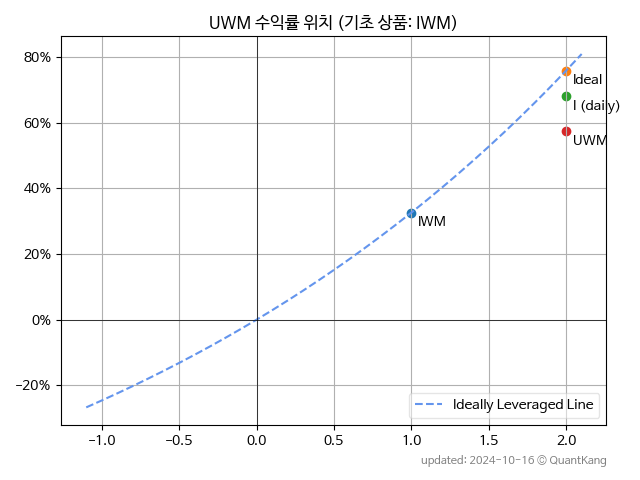 UWM 수익률 위치 (기초 상품: IWM)
80%
60%
40%
20%
0%
−20%
Ideal
I (daily)
UWM
IWM
Ideally Leveraged Line
−1.0
−0.5
0.0
0.5
1.0
1.5
2.0
updated: 2024-10-16 © QuantKang